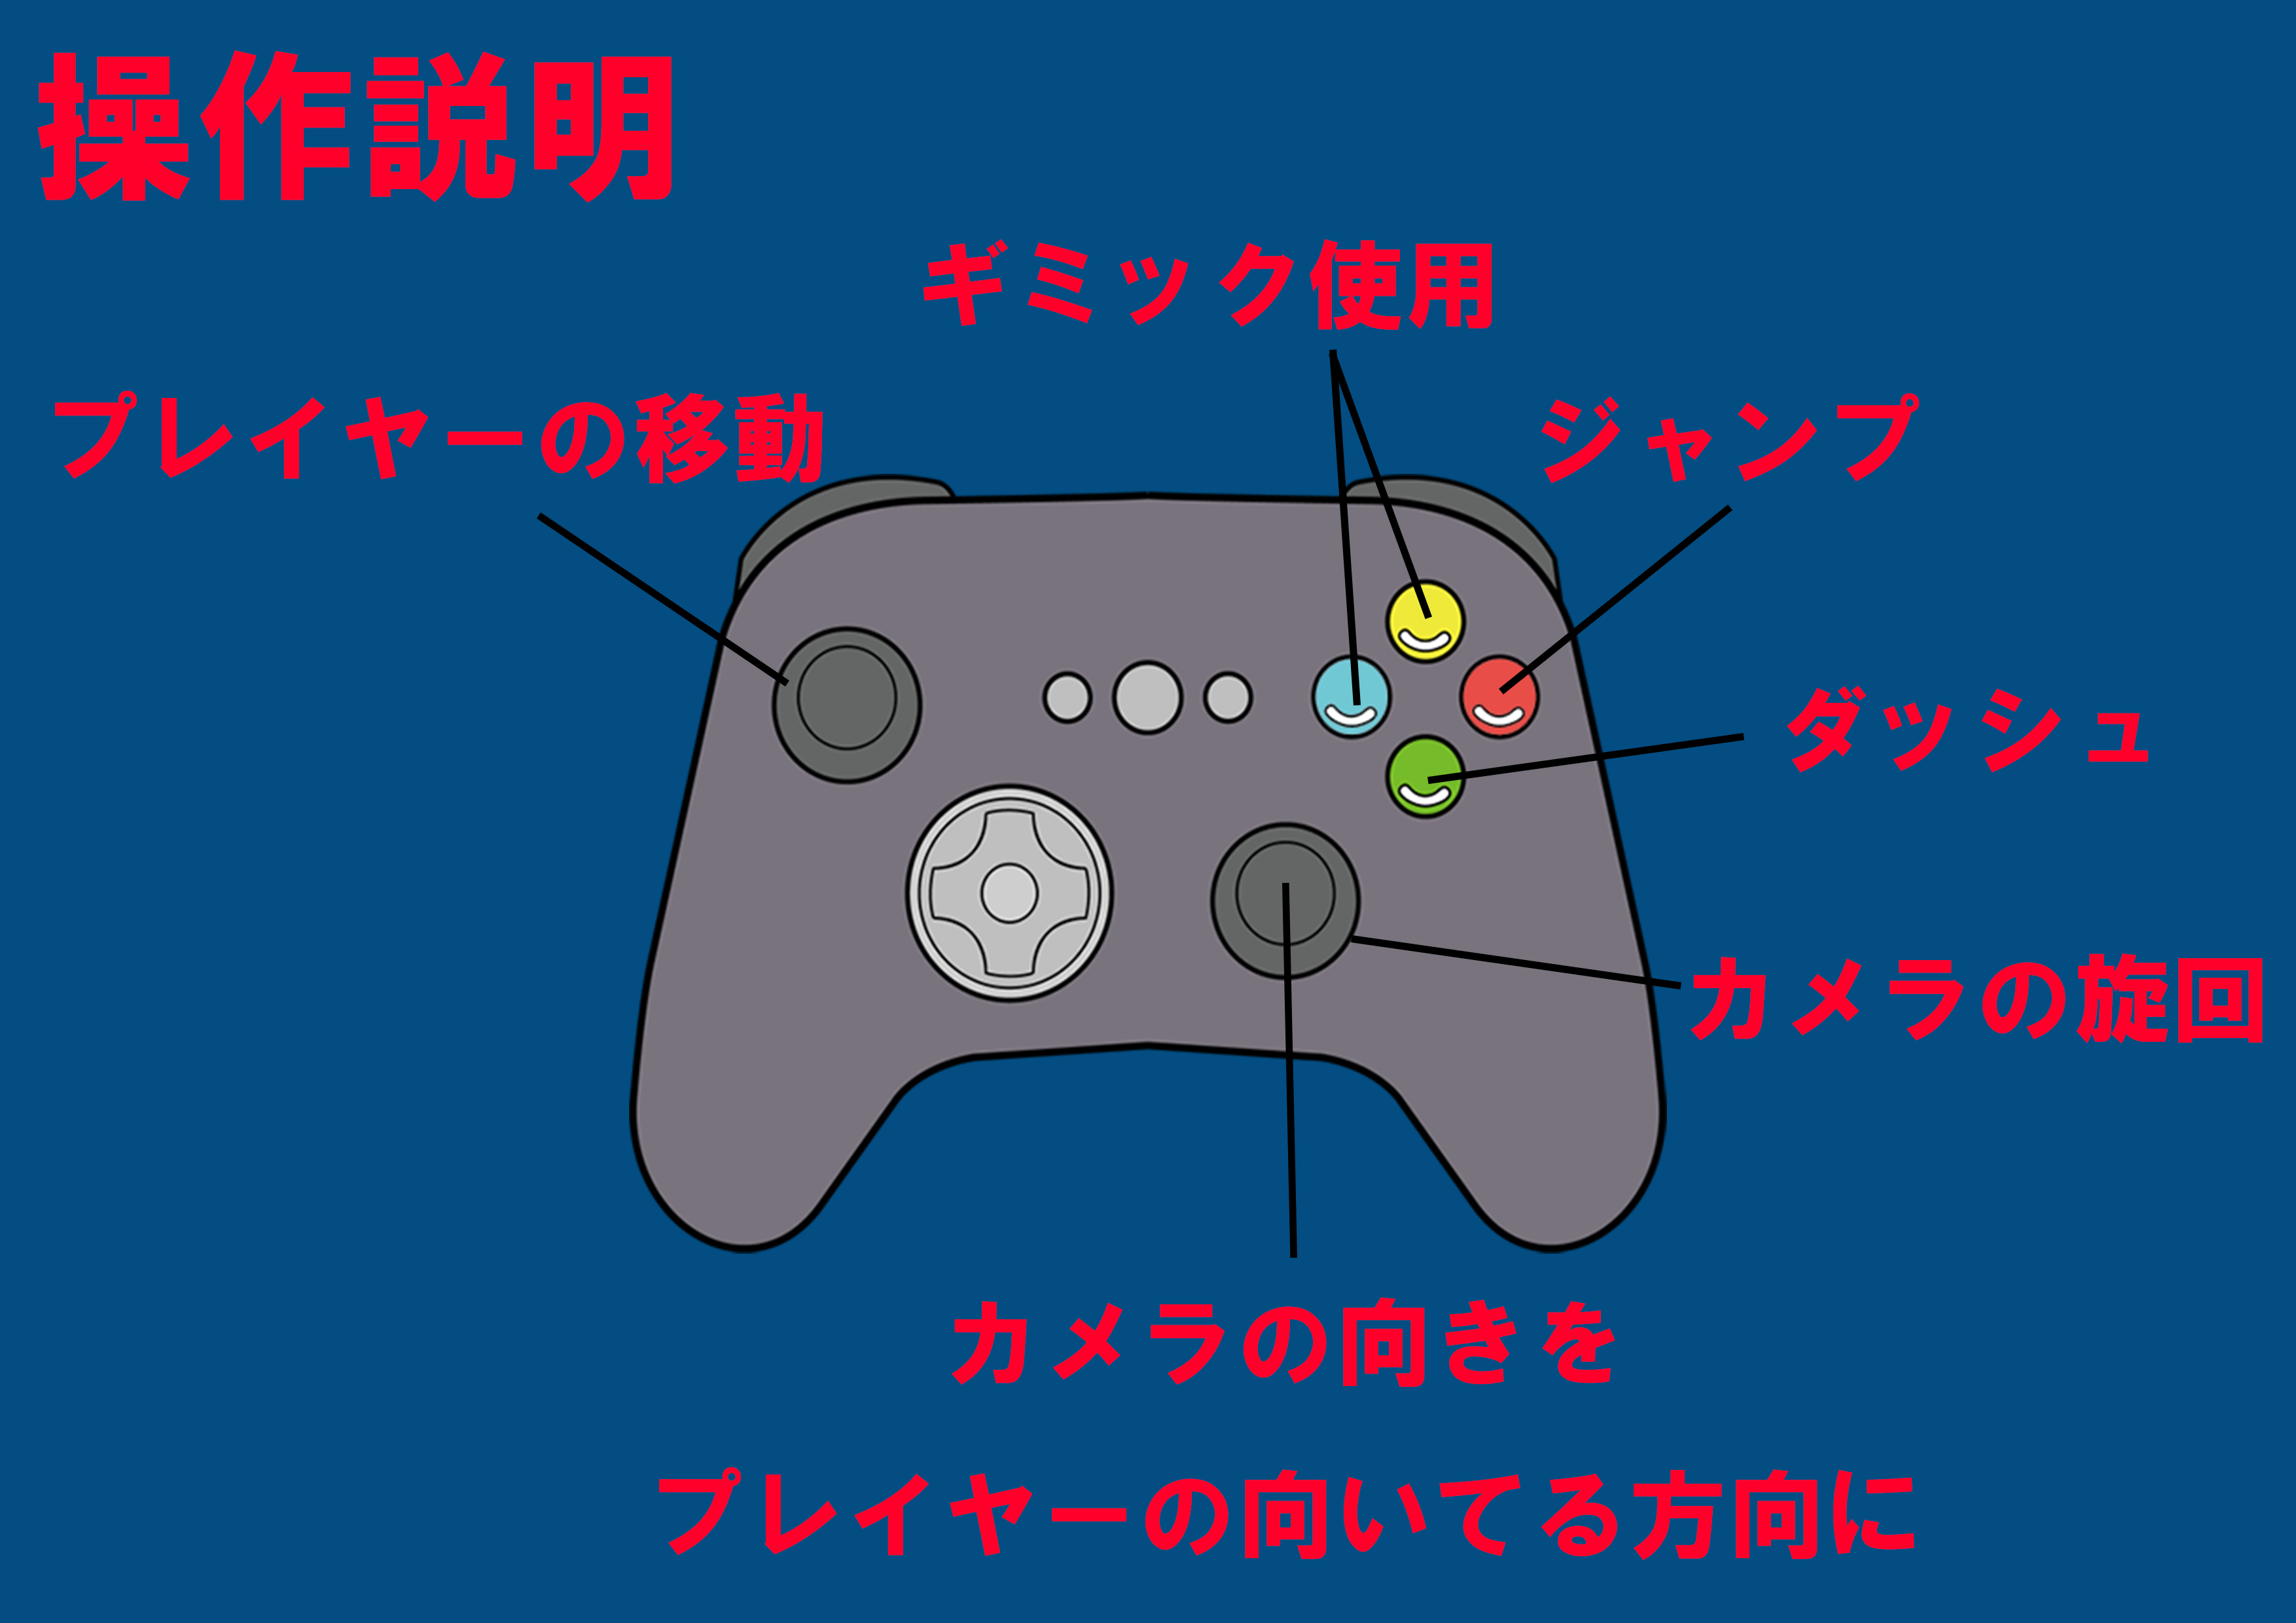 操作説明
ギミック使用
プレイヤーの移動
ジャンプ
ダッシュ
カメラの旋回
カメラの向きを
プレイヤーの向いてる方向に